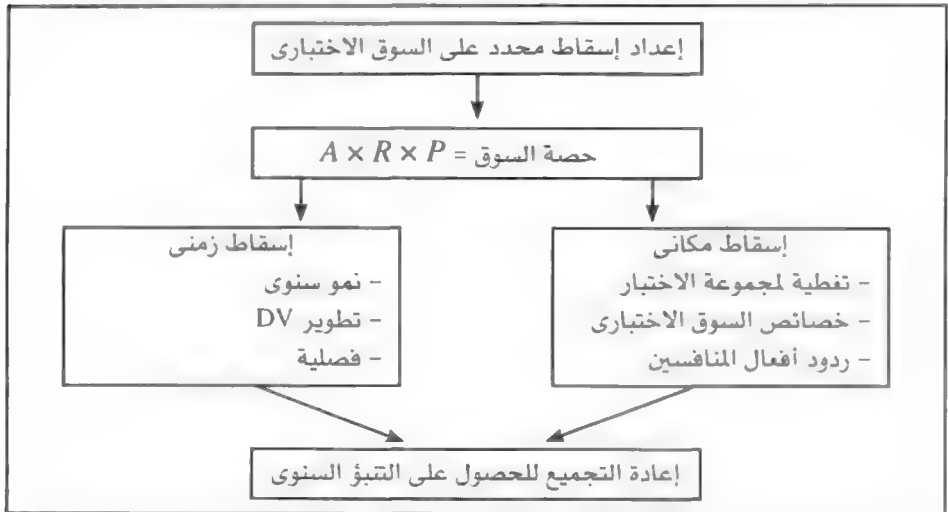 إعداد إسقاط محدد على السوق الاختبارى
حصة السوق = A × R × P
إسقاط مكانى
- تغطية لمجموعة الاختبار
- خصائص السوق الاختبارى
- ردود أفعال المنافسين
إسقاط زمنى
- نمو سنوى
- تطوير DV
- فصلية
إعادة التجميع للحصول على التنبؤ السنوى